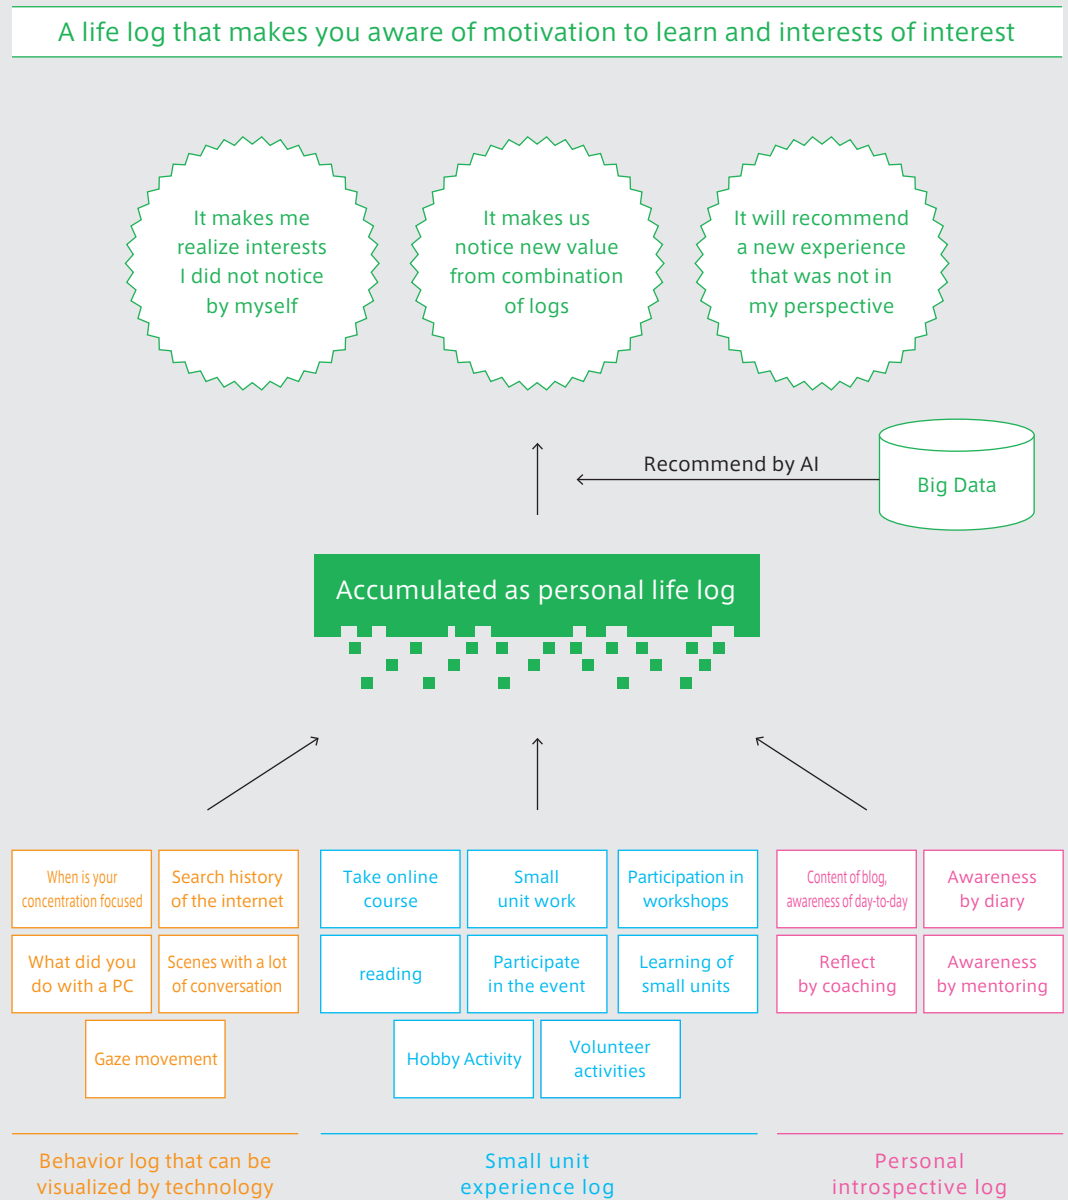 A life log that makes you aware of motivation to learn and interests of interest
It makes me
realize interests
I did not notice
by myself
It makes us
notice new value
from combination
of logs
It will recommend
a new experience
that was not in
my perspective
Recommend by AI
Big Data
Accumulated as personal life log
When is your
concentration focused
Search history
of the internet
What did you
do with a PC
Scenes with a lot
of conversation
Gaze movement
Take online
course
Small
unit work
Participation in
workshops
reading
Participate
in the event
Learning of
small units
Hobby Activity
Volunteer
activities
Content of blog,
awareness of day-to-day
Awareness
by diary
Reflect
by coaching
Awareness
by mentoring
Behavior log that can be
visualized by technology
Small unit
experience log
Personal
introspective log